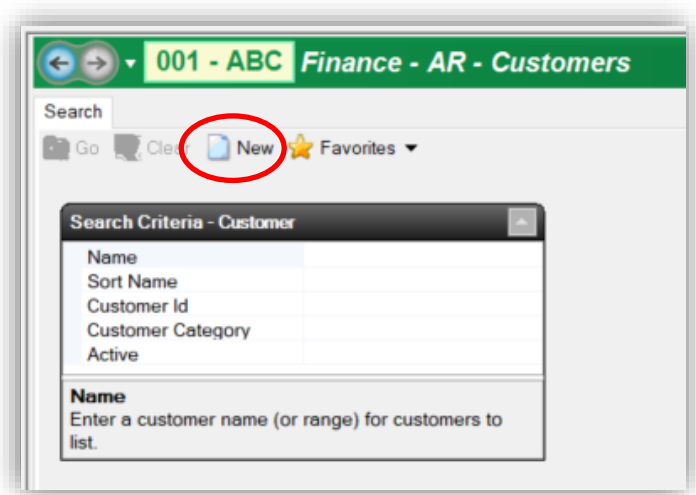 001 - ABC Finance - AR - Customers
Search
Go Clear New Favorites
Search Criteria - Customer
Name
Sort Name
Customer Id
Customer Category
Active
Name
Enter a customer name (or range) for customers to
list.